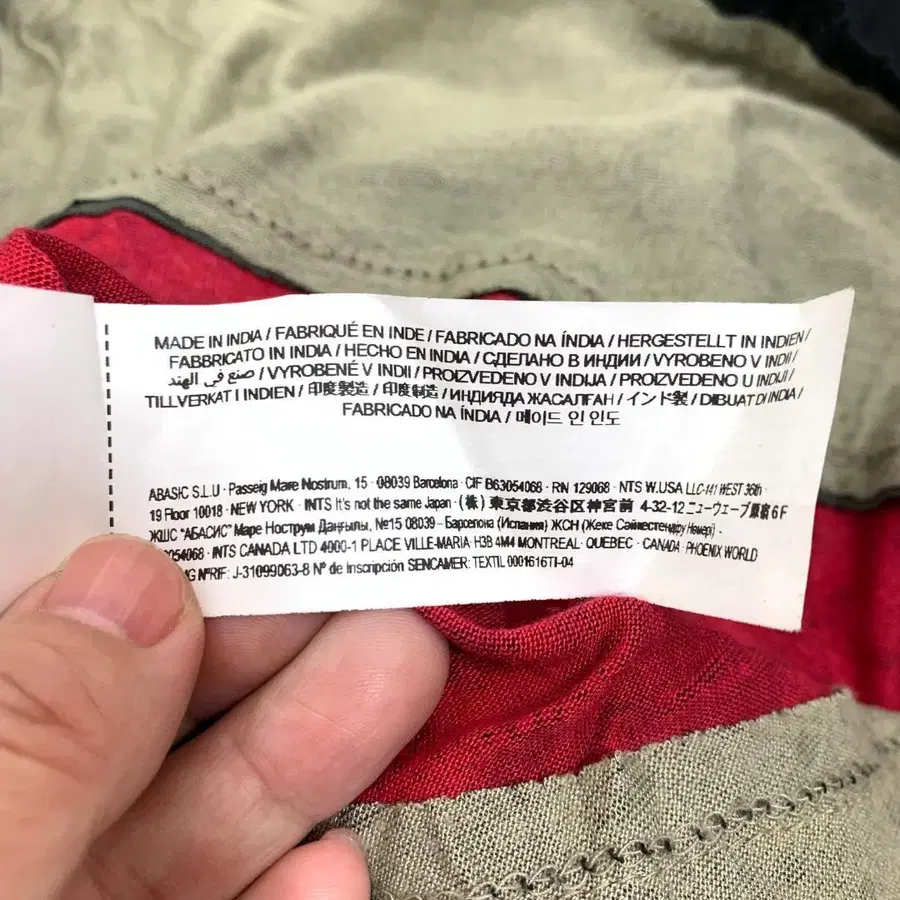 MADE IN INDIA / FABRIQUÉ EN INDE / FABRICADO NA ÍNDIA / HERGESTELLT IN INDIEN /
FABBRICATO IN INDIA / HECHO EN INDIA / СДЕЛАНО В ИНДИИ / VYROBENO V INDII /
صنع في الهند / VYROBENÉ V INDII / PROIZVEDENO V INDIJA / PROIZVEDENO U INDIJI /
TILLVERKAT I INDIEN / 印度製造 / 印度制造 / ИНДИЯДА ЖАСАЛҒАН / インド製 / DIBUAT DI INDIA /
FABRICADO NA ÍNDIA / 메이드 인 인도
ABASIC S.L.U · Passeig Mare Nostrum, 15 · 08039 Barcelona · CIF B63054068 · RN 129068 · NTS W.USA LLC-141 WEST 36th ·
19 Floor 10018 · NEW YORK · INTS It's not the same Japan · (株) 東京都渋谷区神宮前 4-32-12ニューウェーブ原宿6F
ЖШС "АБАСИС" Маре Нострум Даңғылы, №15 08039 - Барселона (Испания) ЖСН (Жеке Сәйкестендіру Нөмері) -
054068 · INTS CANADA LTD 4000-1 PLACE VILLE-MARIA· H3B 4M4 MONTREAL· QUEBEC · CANADA· PHOENIX WORLD
NºRIF: J-31099063-8 Nº de Inscripción SENCAMER: TEXTIL 0001616TI-04